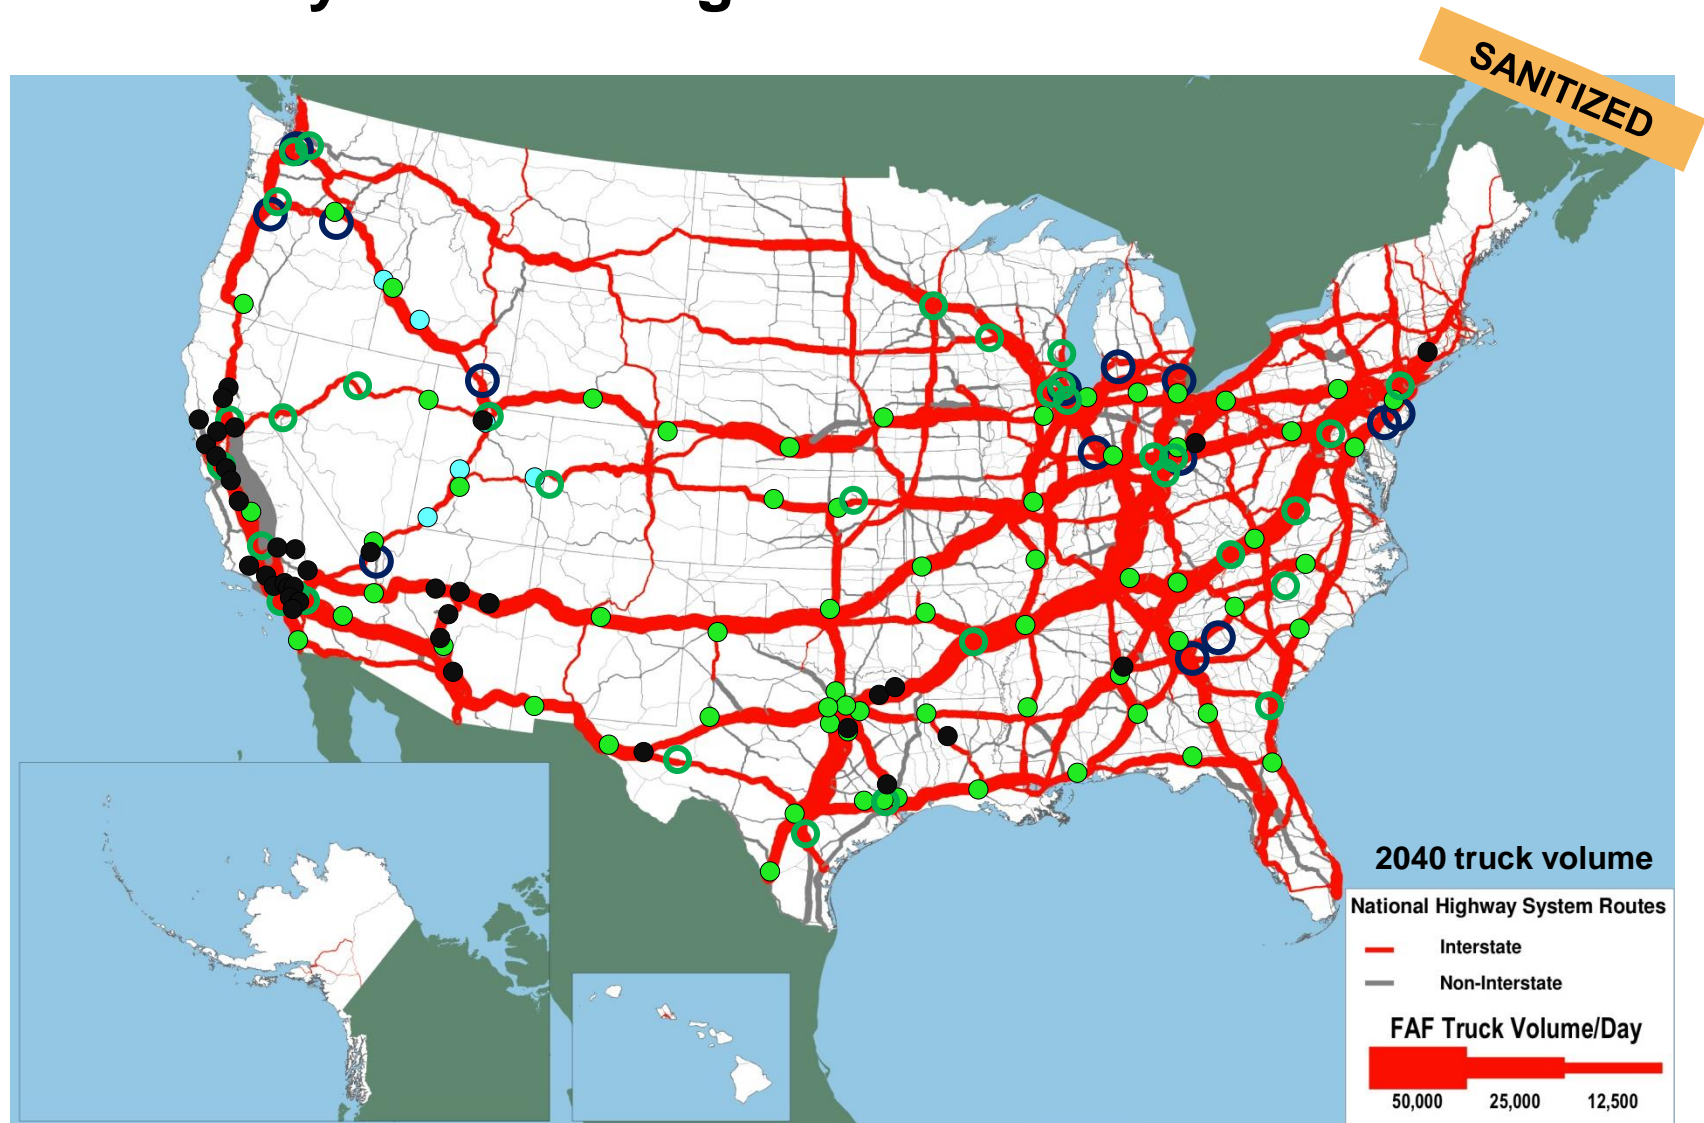 SANITIZED
2040 truck volume
National Highway System Routes
Interstate
Non-Interstate
FAF Truck Volume/Day
50,000 25,000 12,500